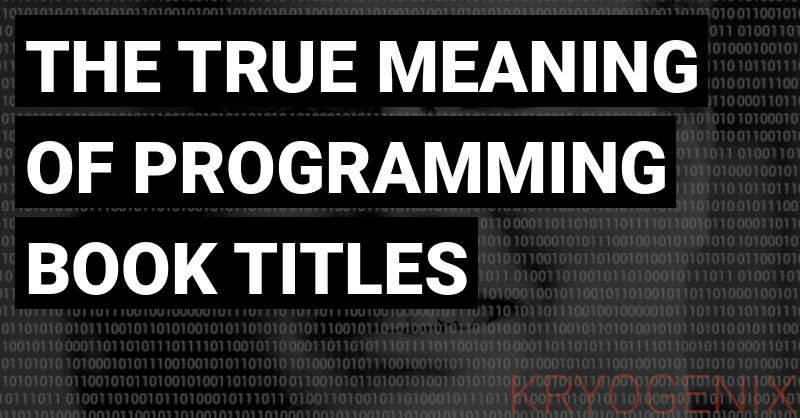 THE TRUE MEANING
OF PROGRAMMING
BOOK TITLES
KRYOGENIX